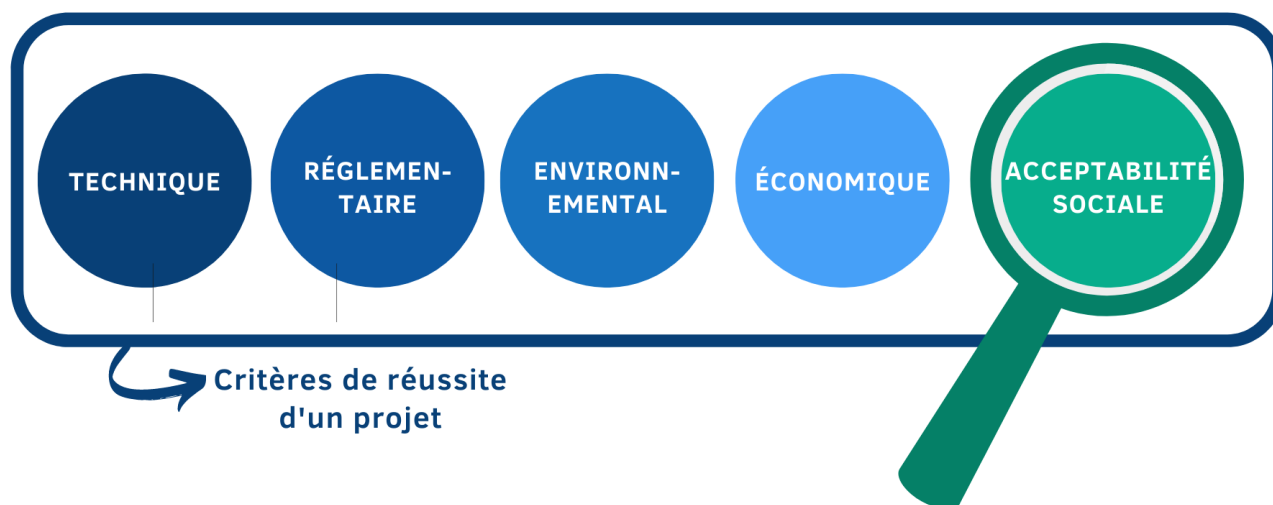 TECHNIQUE
RÉGLEMEN-
TAIRE
ENVIRONN-
EMENTAL
ÉCONOMIQUE
ACCEPTABILITÉ
SOCIALE
Critères de réussite
d'un projet